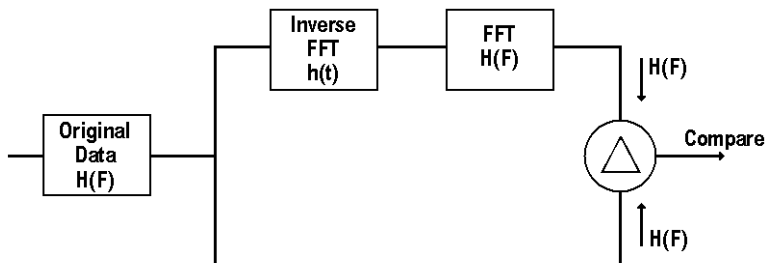 Inverse
FFT
h(t)
FFT
H(F)
H(F)
Original
Data
H(F)
Compare
H(F)